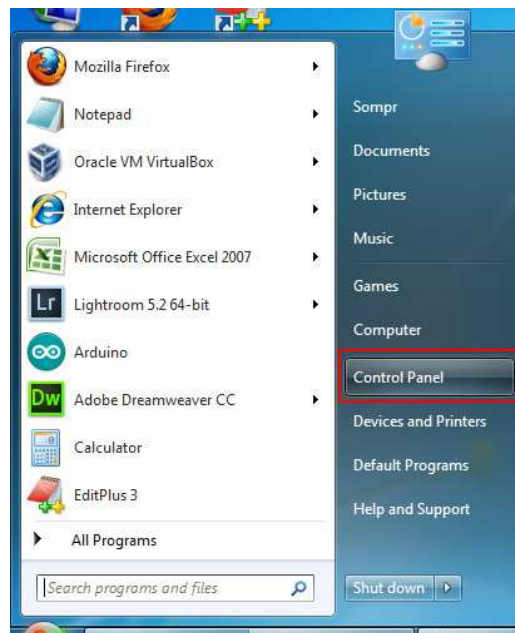 Mozilla Firefox
Notepad
Oracle VM VirtualBox
Internet Explorer
Microsoft Office Excel 2007
Lr Lightroom 5.2 64-bit
Arduino
Dw Adobe Dreamweaver CC
Calculator
EditPlus 3
All Programs
Search programs and files
Sompr
Documents
Pictures
Music
Games
Computer
Control Panel
Devices and Printers
Default Programs
Help and Support
Shut down